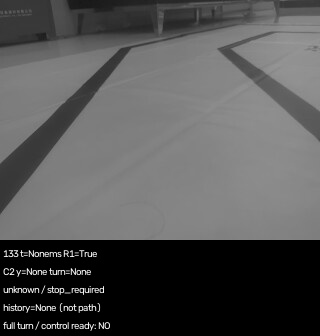 133 t=Nonems R1=True
C2 y=None turn=None
unknown / stop_required
history=None (not path)
full turn / control ready: NO